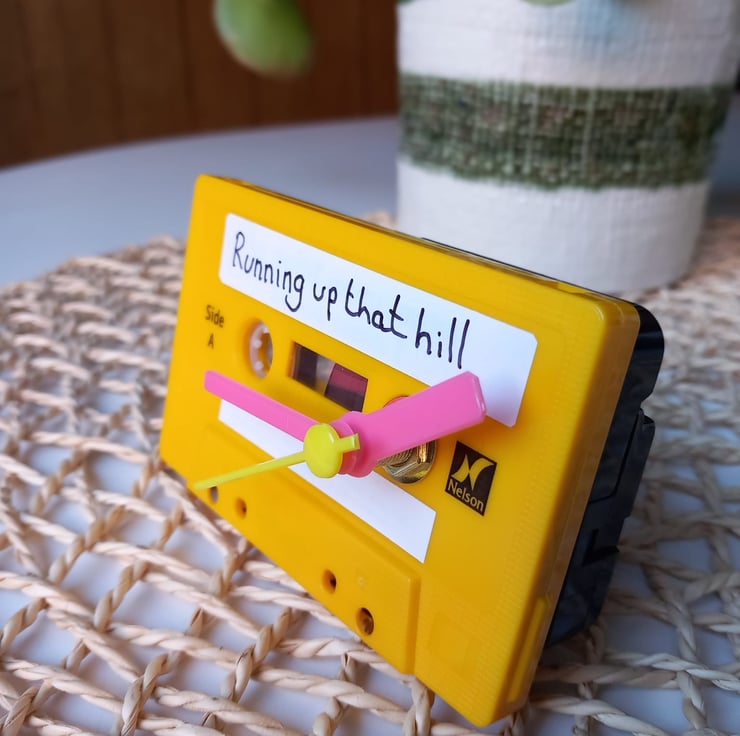 Running up that hill
Side
A
Nelson